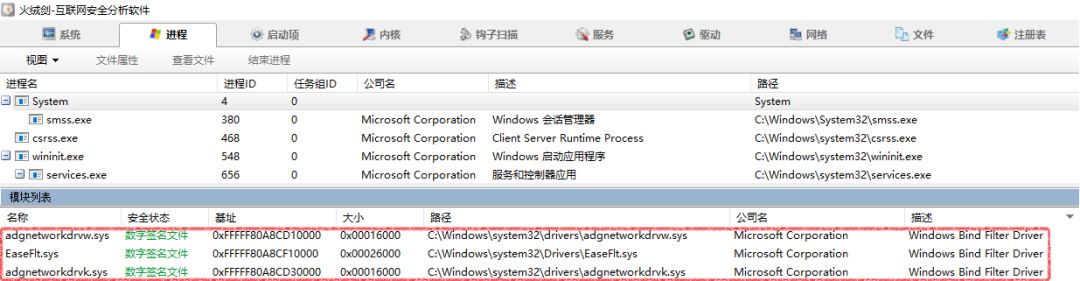 火绒剑-互联网安全分析软件
系统 进程 启动项 内核 钩子扫描 服务 驱动 网络 文件 注册表
视图 文件属性 查看文件 结束进程
进程名 进程ID 任务组ID 公司名 描述 路径
System 4 0 System
smss.exe 380 0 Microsoft Corporation Windows 会话管理器 C:\Windows\System32\smss.exe
csrss.exe 468 0 Microsoft Corporation Client Server Runtime Process C:\Windows\system32\csrss.exe
wininit.exe 548 0 Microsoft Corporation Windows 启动应用程序 C:\Windows\system32\wininit.exe
services.exe 656 0 Microsoft Corporation 服务和控制器应用 C:\Windows\system32\services.exe
模块列表
名称 安全状态 基址 大小 路径 公司名 描述
adgnetworkdrvw.sys 数字签名文件 0xFFFFF80A8CD10000 0x00016000 C:\Windows\system32\drivers\adgnetworkdrvw.sys Microsoft Corporation Windows Bind Filter Driver
EaseFlt.sys 数字签名文件 0xFFFFF80A8CF10000 0x00026000 C:\Windows\system32\Drivers\EaseFlt.sys Microsoft Corporation Windows Bind Filter Driver
adgnetworkdrvk.sys 数字签名文件 0xFFFFF80A8CD30000 0x00016000 C:\Windows\system32\drivers\adgnetworkdrvk.sys Microsoft Corporation Windows Bind Filter Driver